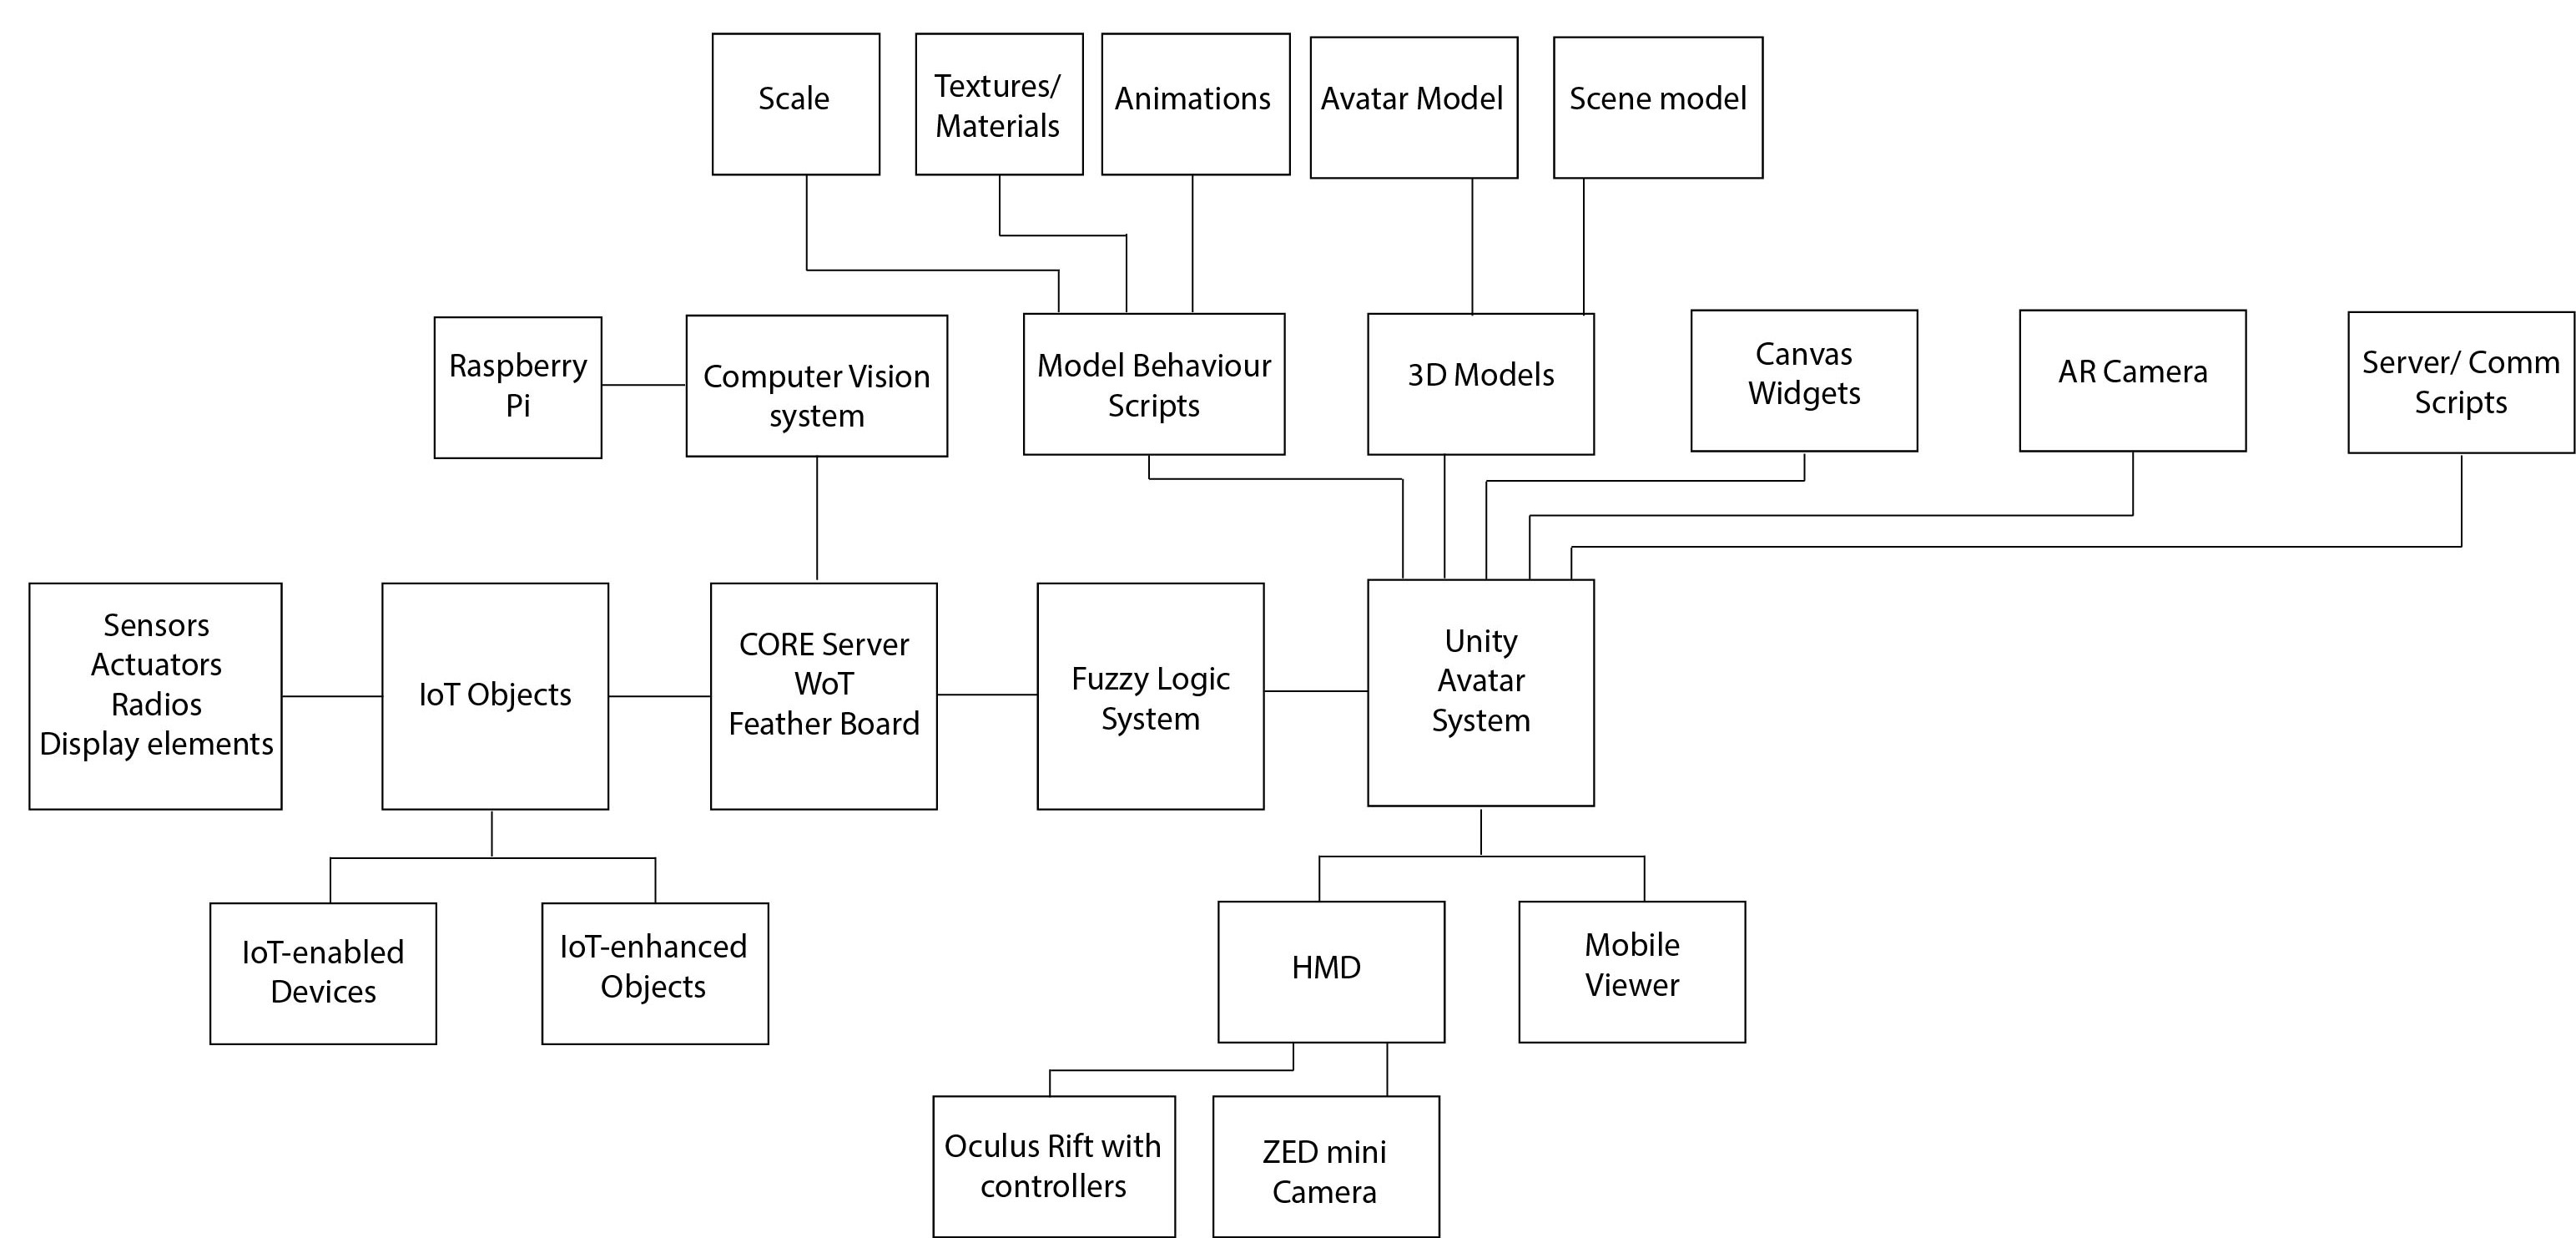 Scale
Textures/
Materials
Animations
Avatar Model
Scene model
Raspberry
Pi
Computer Vision
system
Model Behaviour
Scripts
3D Models
Canvas
Widgets
AR Camera
Server/ Comm
Scripts
Sensors
Actuators
Radios
Display elements
IoT Objects
CORE Server
WoT
Feather Board
Fuzzy Logic
System
Unity
Avatar
System
IoT-enabled
Devices
IoT-enhanced
Objects
HMD
Mobile
Viewer
Oculus Rift with
controllers
ZED mini
Camera